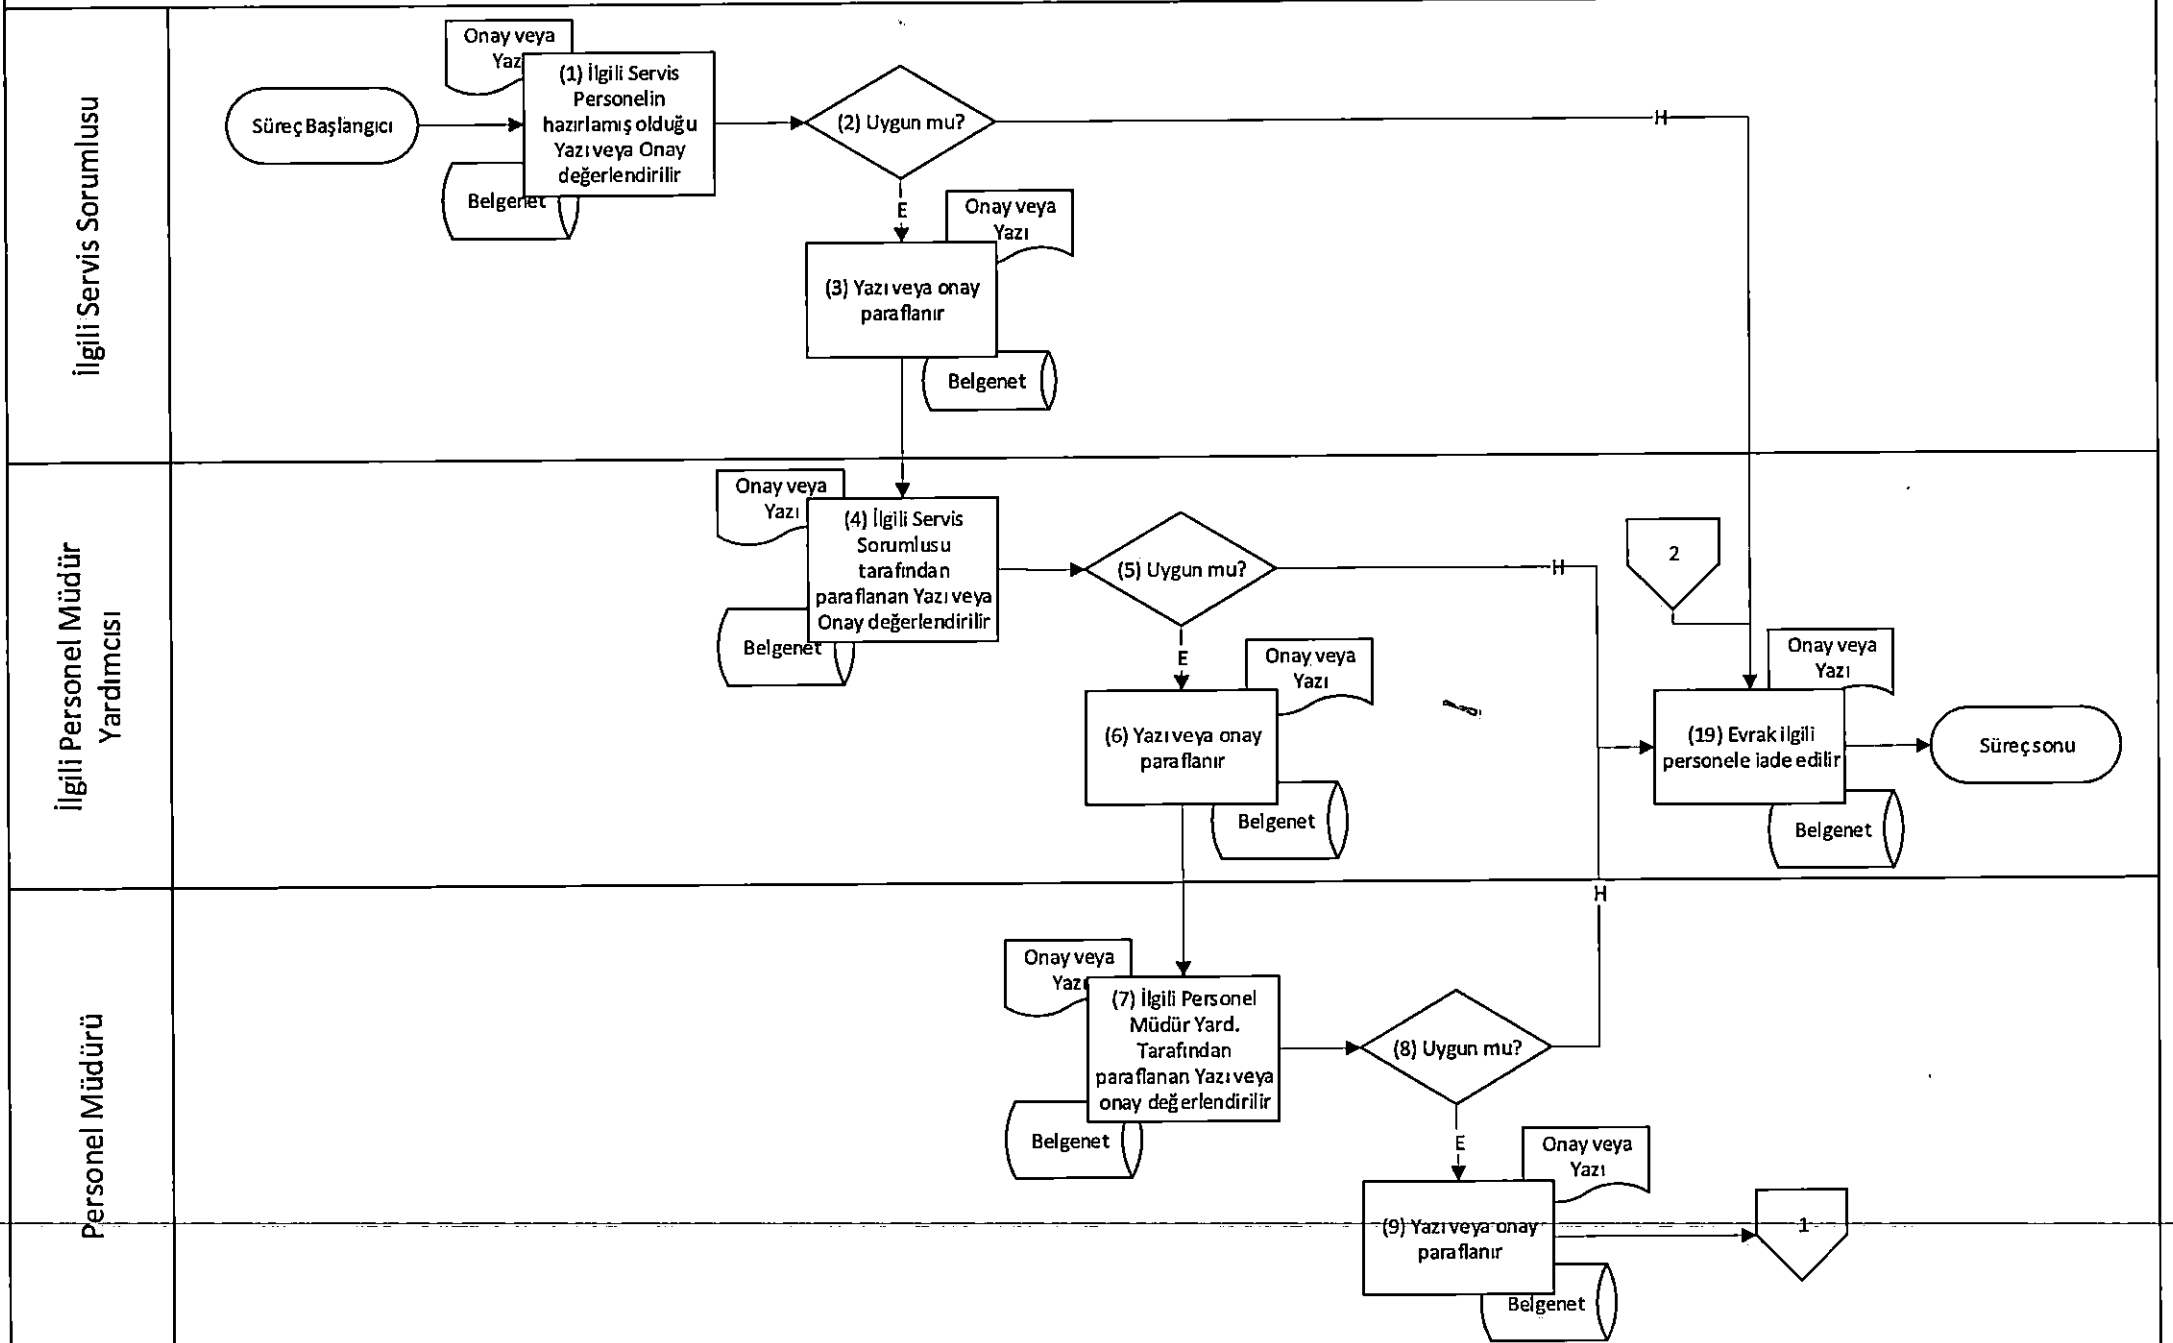 İlgili Servis Sorumlusu
Süreç Başlangıcı
Onay veya
Yazı
(1) İlgili Servis
Personelin
hazırlamış olduğu
Yazı veya Onay
değerlendirilir
Belgenet
(2) Uygun mu?
H
E
Onay veya
Yazı
(3) Yazı veya onay
paraflanır
Belgenet
İlgili Personel Müdür
Yardımcısı
Onay veya
Yazı
(4) İlgili Servis
Sorumlusu
tarafından
paraflanan Yazı veya
Onay değerlendirilir
Belgenet
(5) Uygun mu?
H
E
Onay veya
Yazı
(6) Yazı veya onay
paraflanır
Belgenet
2
Onay veya
Yazı
(19) Evrak ilgili
personele iade edilir
Belgenet
Süreç sonu
Personel Müdürü
Onay veya
Yazı
(7) İlgili Personel
Müdür Yard.
Tarafından
paraflanan Yazı veya
onay değerlendirilir
Belgenet
(8) Uygun mu?
H
E
Onay veya
Yazı
(9) Yazı veya onay
paraflanır
Belgenet
1